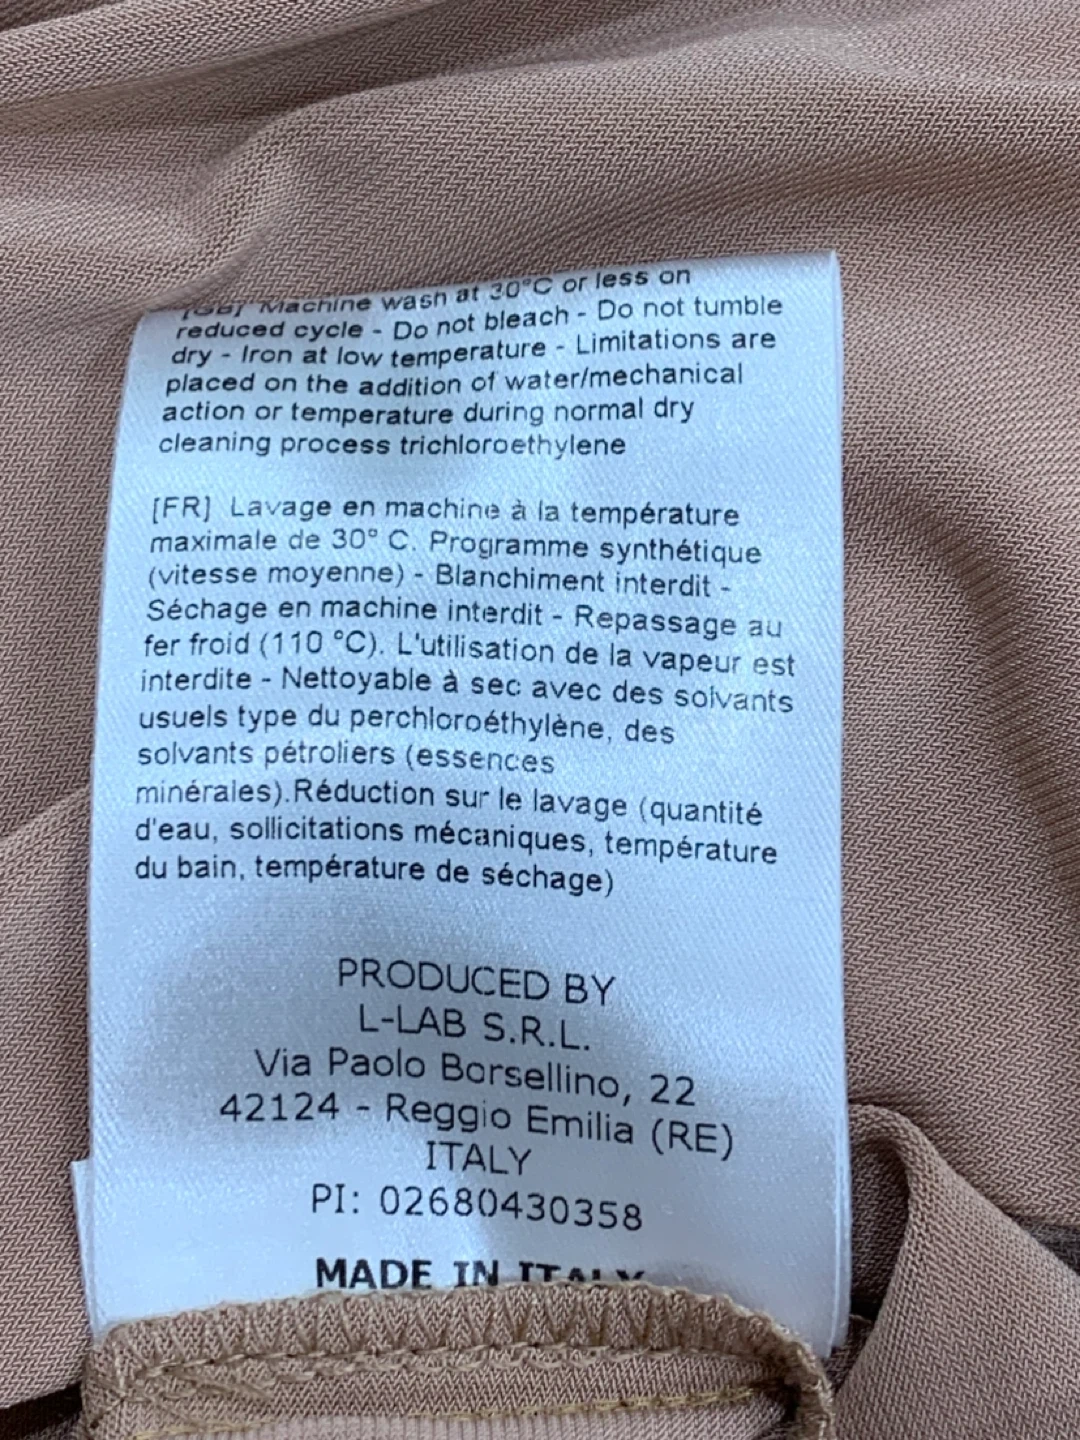 [GB] Machine wash at 30°C or less on
reduced cycle - Do not bleach - Do not tumble
dry - Iron at low temperature - Limitations are
placed on the addition of water/mechanical
action or temperature during normal dry
cleaning process trichloroethylene
[FR] Lavage en machine à la température
maximale de 30° C. Programme synthétique
(vitesse moyenne) - Blanchiment interdit -
Séchage en machine interdit - Repassage au
fer froid (110 °C). L'utilisation de la vapeur est
interdite - Nettoyable à sec avec des solvants
usuels type du perchloroéthylène, des
solvants pétroliers (essences
minérales).Réduction sur le lavage (quantité
d'eau, sollicitations mécaniques, température
du bain, température de séchage)
PRODUCED BY
L-LAB S.R.L.
Via Paolo Borsellino, 22
42124 - Reggio Emilia (RE)
ITALY
PI: 02680430358
MADE IN ITALY